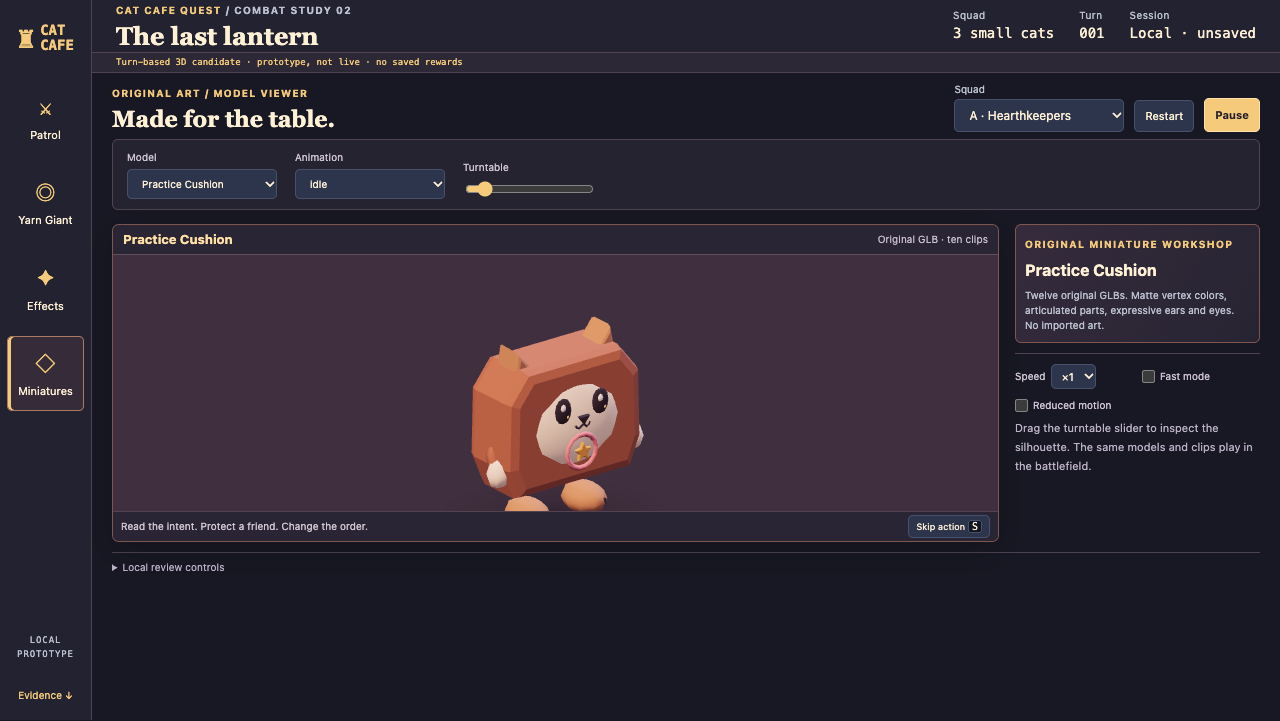 CAT
CAFE
Patrol
Yarn Giant
Effects
Miniatures
LOCAL
PROTOTYPE
Evidence ↓
CAT CAFE QUEST / COMBAT STUDY 02
The last lantern
Squad
3 small cats
Turn
001
Session
Local · unsaved
Turn-based 3D candidate · prototype, not live · no saved rewards
ORIGINAL ART / MODEL VIEWER
Made for the table.
Squad
A · Hearthkeepers
Restart
Pause
Model
Practice Cushion
Animation
Idle
Turntable
Practice Cushion
Original GLB · ten clips
Read the intent. Protect a friend. Change the order.
Skip action S
ORIGINAL MINIATURE WORKSHOP
Practice Cushion
Twelve original GLBs. Matte vertex colors,
articulated parts, expressive ears and eyes.
No imported art.
Speed
×1
Fast mode
Reduced motion
Drag the turntable slider to inspect the
silhouette. The same models and clips play in
the battlefield.
Local review controls